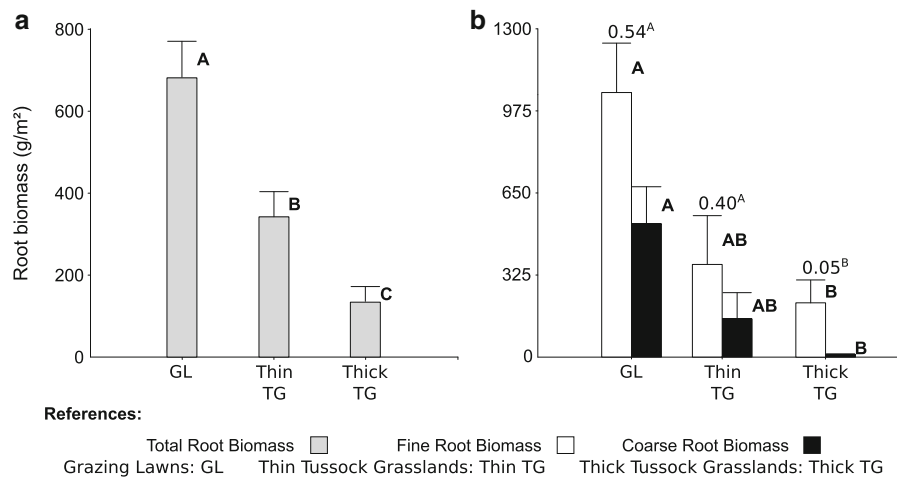 a
Root biomass (g/m²)
800
600
400
200
0
A
B
C
GL
Thin TG
Thick TG
b
1300
975
650
325
0
0.54ᴬ
A
A
0.40ᴬ
AB
AB
0.05ᴮ
B
B
GL
Thin TG
Thick TG
References:
Total Root Biomass Fine Root Biomass Coarse Root Biomass
Grazing Lawns: GL Thin Tussock Grasslands: Thin TG Thick Tussock Grasslands: Thick TG